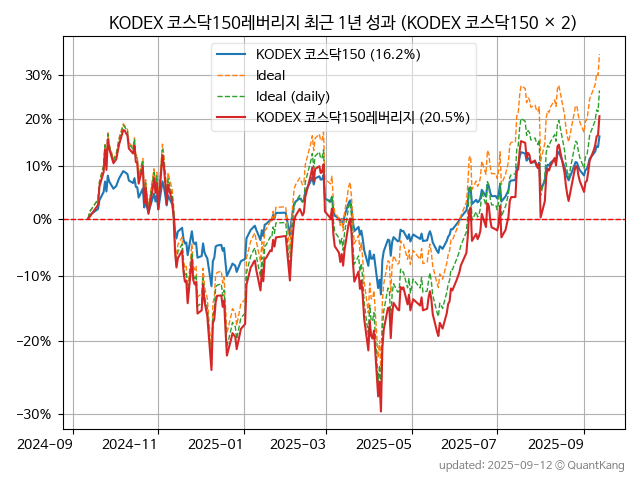 KODEX 코스닥150레버리지 최근 1년 성과 (KODEX 코스닥150 × 2)
KODEX 코스닥150 (16.2%)
Ideal
Ideal (daily)
KODEX 코스닥150레버리지 (20.5%)
30%
20%
10%
0%
−10%
−20%
−30%
2024-09
2024-11
2025-01
2025-03
2025-05
2025-07
2025-09
updated: 2025-09-12 © QuantKang